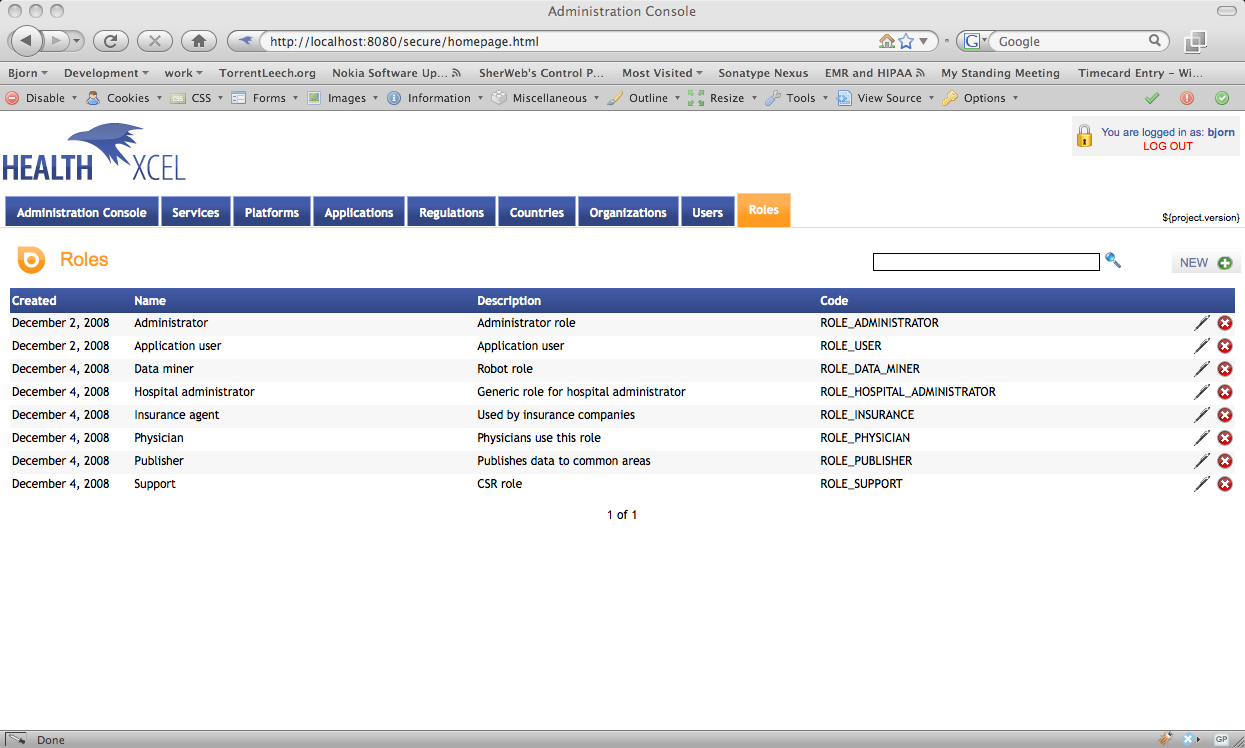 Administration Console
http://localhost:8080/secure/homepage.html
G Google
Bjorn Development work TorrentLeech.org Nokia Software Up... SherWeb's Control P... Most Visited Sonatype Nexus EMR and HIPAA My Standing Meeting Timecard Entry – Wi...
Disable Cookies CSS CSS Forms Images Information Miscellaneous Outline Resize Tools View Source Options
HEALTH XCEL
You are logged in as: bjorn
LOG OUT
Administration Console Services Platforms Applications Regulations Countries Organizations Users Roles
${project.version}
Roles
NEW
Created Name Description Code
December 2, 2008 Administrator Administrator role ROLE_ADMINISTRATOR
December 2, 2008 Application user Application user ROLE_USER
December 4, 2008 Data miner Robot role ROLE_DATA_MINER
December 4, 2008 Hospital administrator Generic role for hospital administrator ROLE_HOSPITAL_ADMINISTRATOR
December 4, 2008 Insurance agent Used by insurance companies ROLE_INSURANCE
December 4, 2008 Physician Physicians use this role ROLE_PHYSICIAN
December 4, 2008 Publisher Publishes data to common areas ROLE_PUBLISHER
December 4, 2008 Support CSR role ROLE_SUPPORT
1 of 1
Done
GP